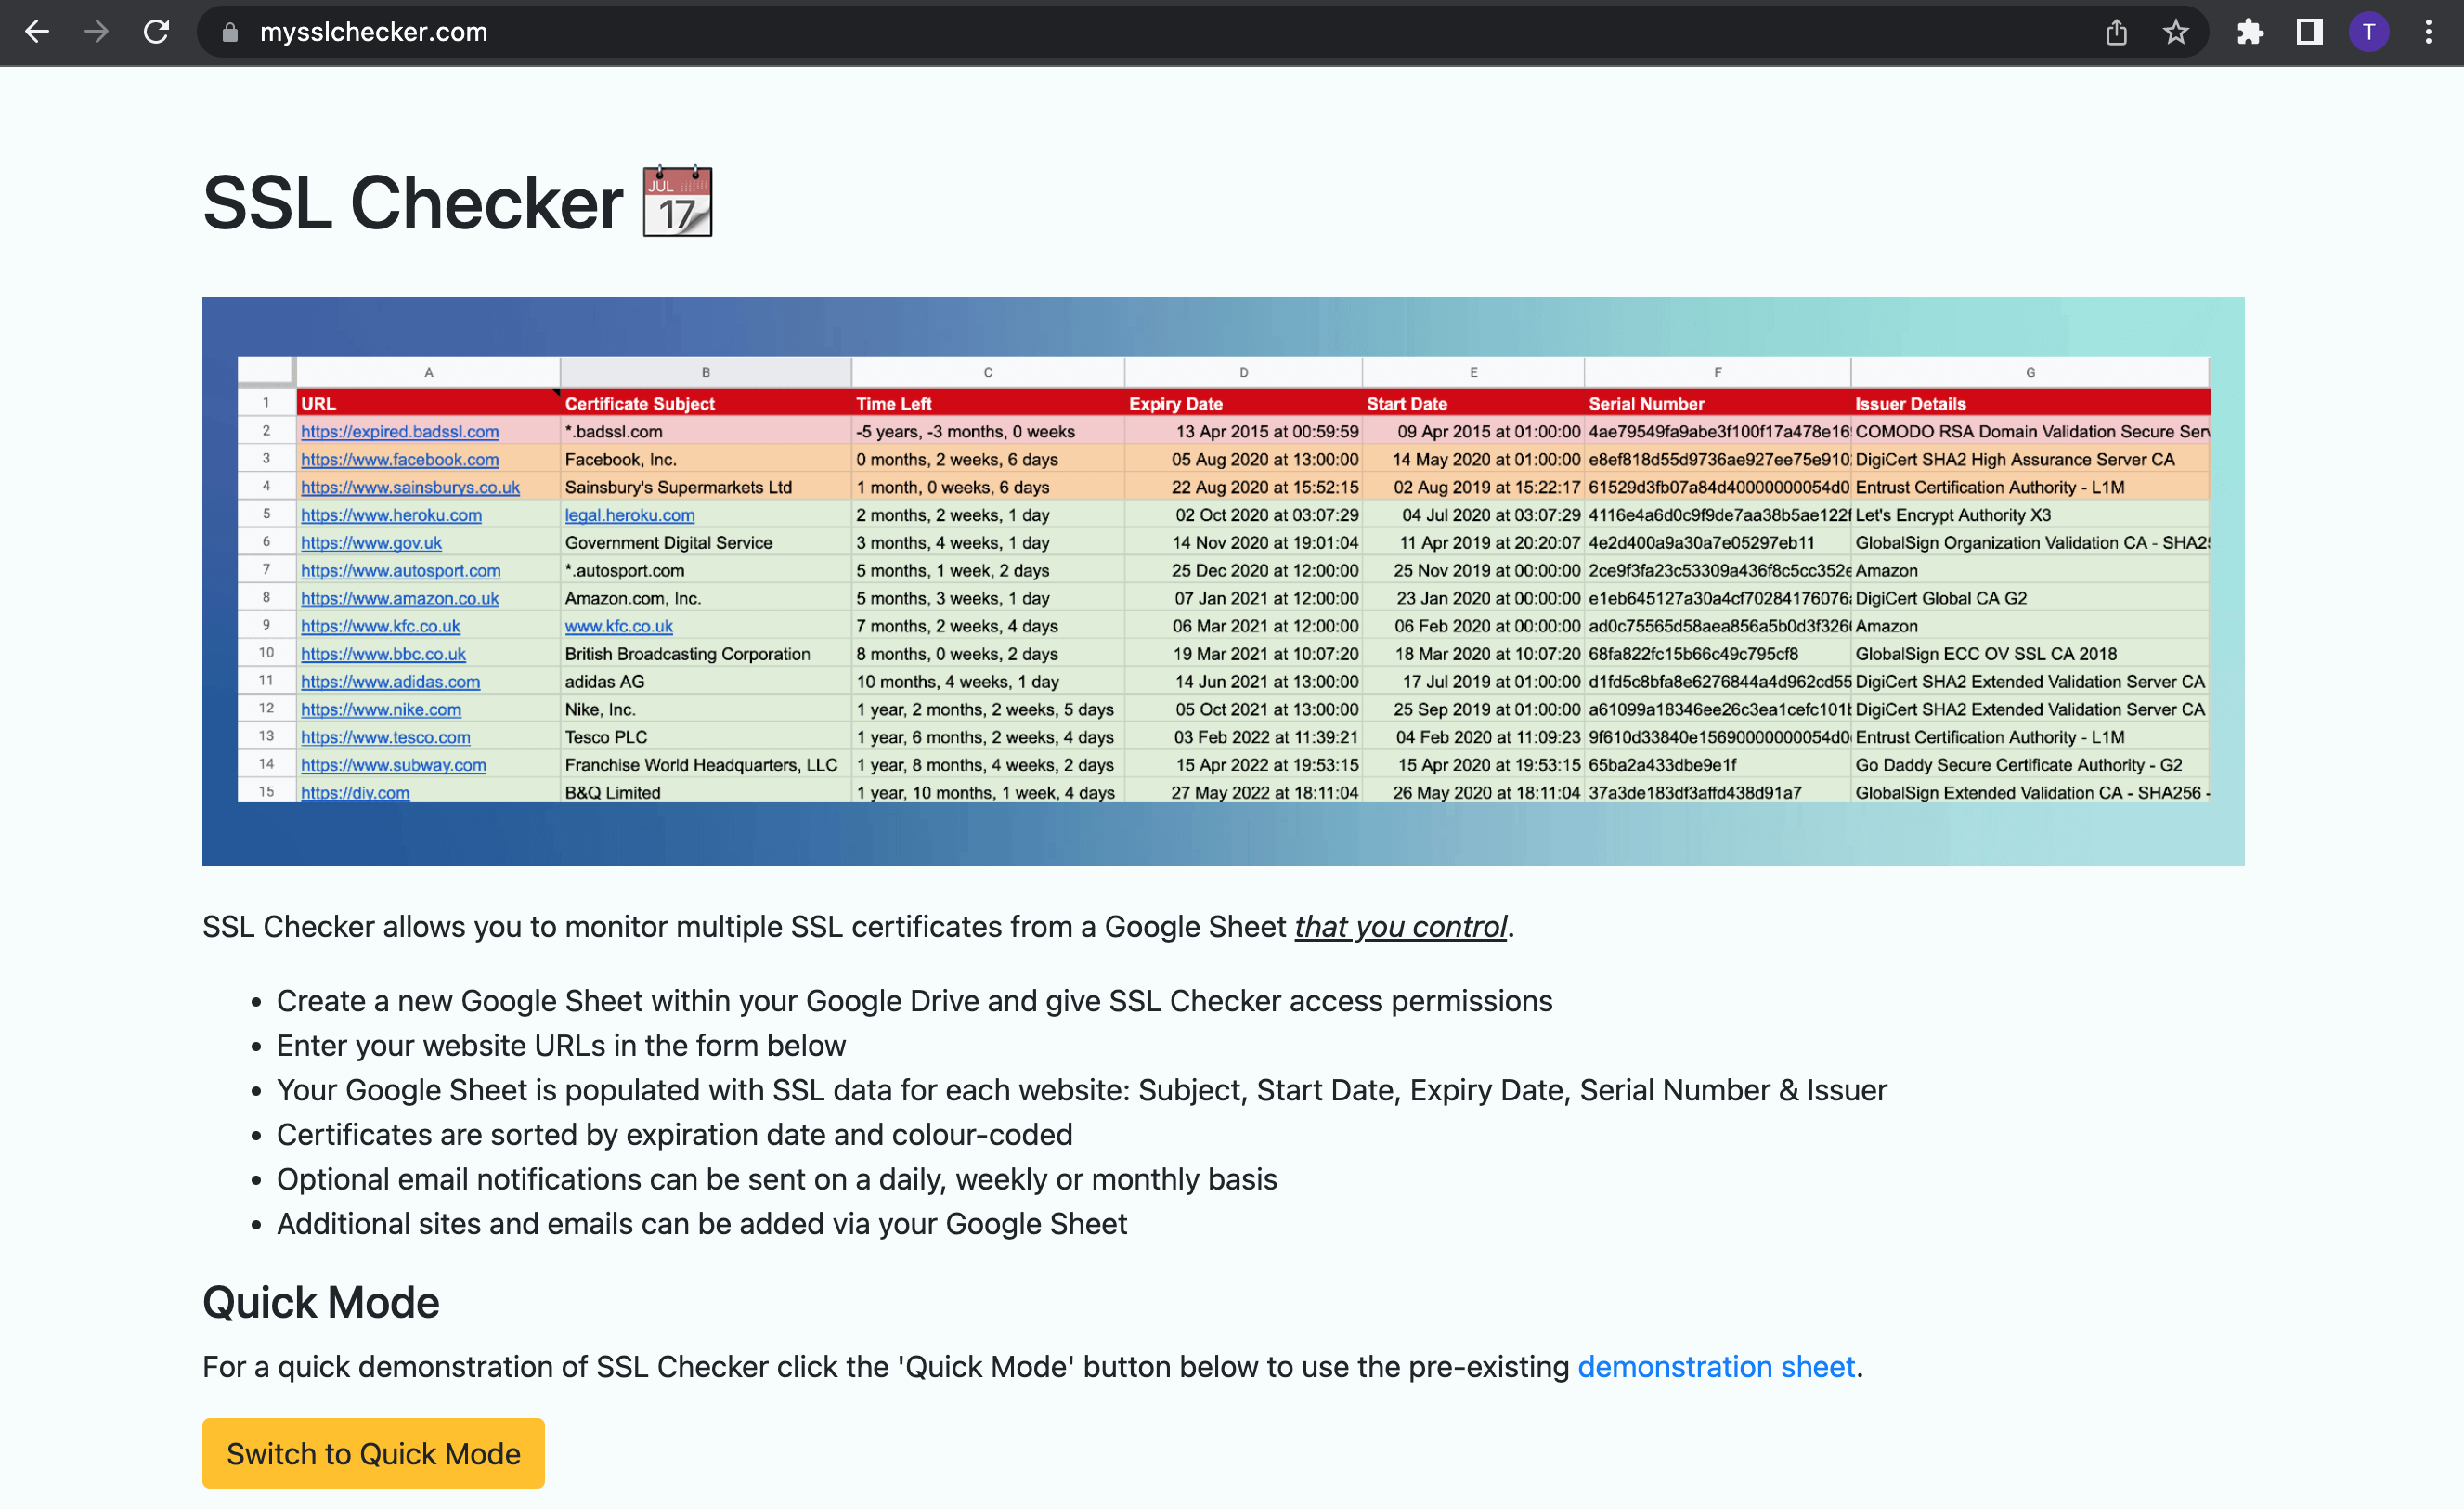 mysslchecker.com
T
SSL Checker
JUL
17
A B C D E F G
1 URL Certificate Subject Time Left Expiry Date Start Date Serial Number Issuer Details
2 https://expired.badssl.com *.badssl.com -5 years, -3 months, 0 weeks 13 Apr 2015 at 00:59:59 09 Apr 2015 at 01:00:00 4ae79549fa9abe3f100f17a478e16 COMODO RSA Domain Validation Secure Serv
3 https://www.facebook.com Facebook, Inc. 0 months, 2 weeks, 6 days 05 Aug 2020 at 13:00:00 14 May 2020 at 01:00:00 e8ef818d55d9736ae927ee75e910 DigiCert SHA2 High Assurance Server CA
4 https://www.sainsburys.co.uk Sainsbury's Supermarkets Ltd 1 month, 0 weeks, 6 days 22 Aug 2020 at 15:52:15 02 Aug 2019 at 15:22:17 61529d3fb07a84d40000000054d0 Entrust Certification Authority - L1M
5 https://www.heroku.com legal.heroku.com 2 months, 2 weeks, 1 day 02 Oct 2020 at 03:07:29 04 Jul 2020 at 03:07:29 4116e4a6d0c9f9de7aa38b5ae122f Let's Encrypt Authority X3
6 https://www.gov.uk Government Digital Service 3 months, 4 weeks, 1 day 14 Nov 2020 at 19:01:04 11 Apr 2019 at 20:20:07 4e2d400a9a30a7e05297eb11 GlobalSign Organization Validation CA - SHA25
7 https://www.autosport.com *.autosport.com 5 months, 1 week, 2 days 25 Dec 2020 at 12:00:00 25 Nov 2019 at 00:00:00 2ce9f3fa23c53309a436f8c5cc352e Amazon
8 https://www.amazon.co.uk Amazon.com, Inc. 5 months, 3 weeks, 1 day 07 Jan 2021 at 12:00:00 23 Jan 2020 at 00:00:00 e1eb645127a30a4cf70284176076 DigiCert Global CA G2
9 https://www.kfc.co.uk www.kfc.co.uk 7 months, 2 weeks, 4 days 06 Mar 2021 at 12:00:00 06 Feb 2020 at 00:00:00 ad0c75565d58aea856a5b0d3f326 Amazon
10 https://www.bbc.co.uk British Broadcasting Corporation 8 months, 0 weeks, 2 days 19 Mar 2021 at 10:07:20 18 Mar 2020 at 10:07:20 68fa822fc15b66c49c795cf8 GlobalSign ECC OV SSL CA 2018
11 https://www.adidas.com adidas AG 10 months, 4 weeks, 1 day 14 Jun 2021 at 13:00:00 17 Jul 2019 at 01:00:00 d1fd5c8bfa8e6276844a4d962cd55 DigiCert SHA2 Extended Validation Server CA
12 https://www.nike.com Nike, Inc. 1 year, 2 months, 2 weeks, 5 days 05 Oct 2021 at 13:00:00 25 Sep 2019 at 01:00:00 a61099a18346ee26c3ea1cefc101 DigiCert SHA2 Extended Validation Server CA
13 https://www.tesco.com Tesco PLC 1 year, 6 months, 2 weeks, 4 days 03 Feb 2022 at 11:39:21 04 Feb 2020 at 11:09:23 9f610d33840e15690000000054d0 Entrust Certification Authority - L1M
14 https://www.subway.com Franchise World Headquarters, LLC 1 year, 8 months, 4 weeks, 2 days 15 Apr 2022 at 19:53:15 15 Apr 2020 at 19:53:15 65ba2a433dbe9e1f Go Daddy Secure Certificate Authority - G2
15 https://diy.com B&Q Limited 1 year, 10 months, 1 week, 4 days 27 May 2022 at 18:11:04 26 May 2020 at 18:11:04 37a3de183df3affd438d91a7 GlobalSign Extended Validation CA - SHA256 -
SSL Checker allows you to monitor multiple SSL certificates from a Google Sheet that you control.
• Create a new Google Sheet within your Google Drive and give SSL Checker access permissions
• Enter your website URLs in the form below
• Your Google Sheet is populated with SSL data for each website: Subject, Start Date, Expiry Date, Serial Number & Issuer
• Certificates are sorted by expiration date and colour-coded
• Optional email notifications can be sent on a daily, weekly or monthly basis
• Additional sites and emails can be added via your Google Sheet
Quick Mode
For a quick demonstration of SSL Checker click the 'Quick Mode' button below to use the pre-existing demonstration sheet.
Switch to Quick Mode